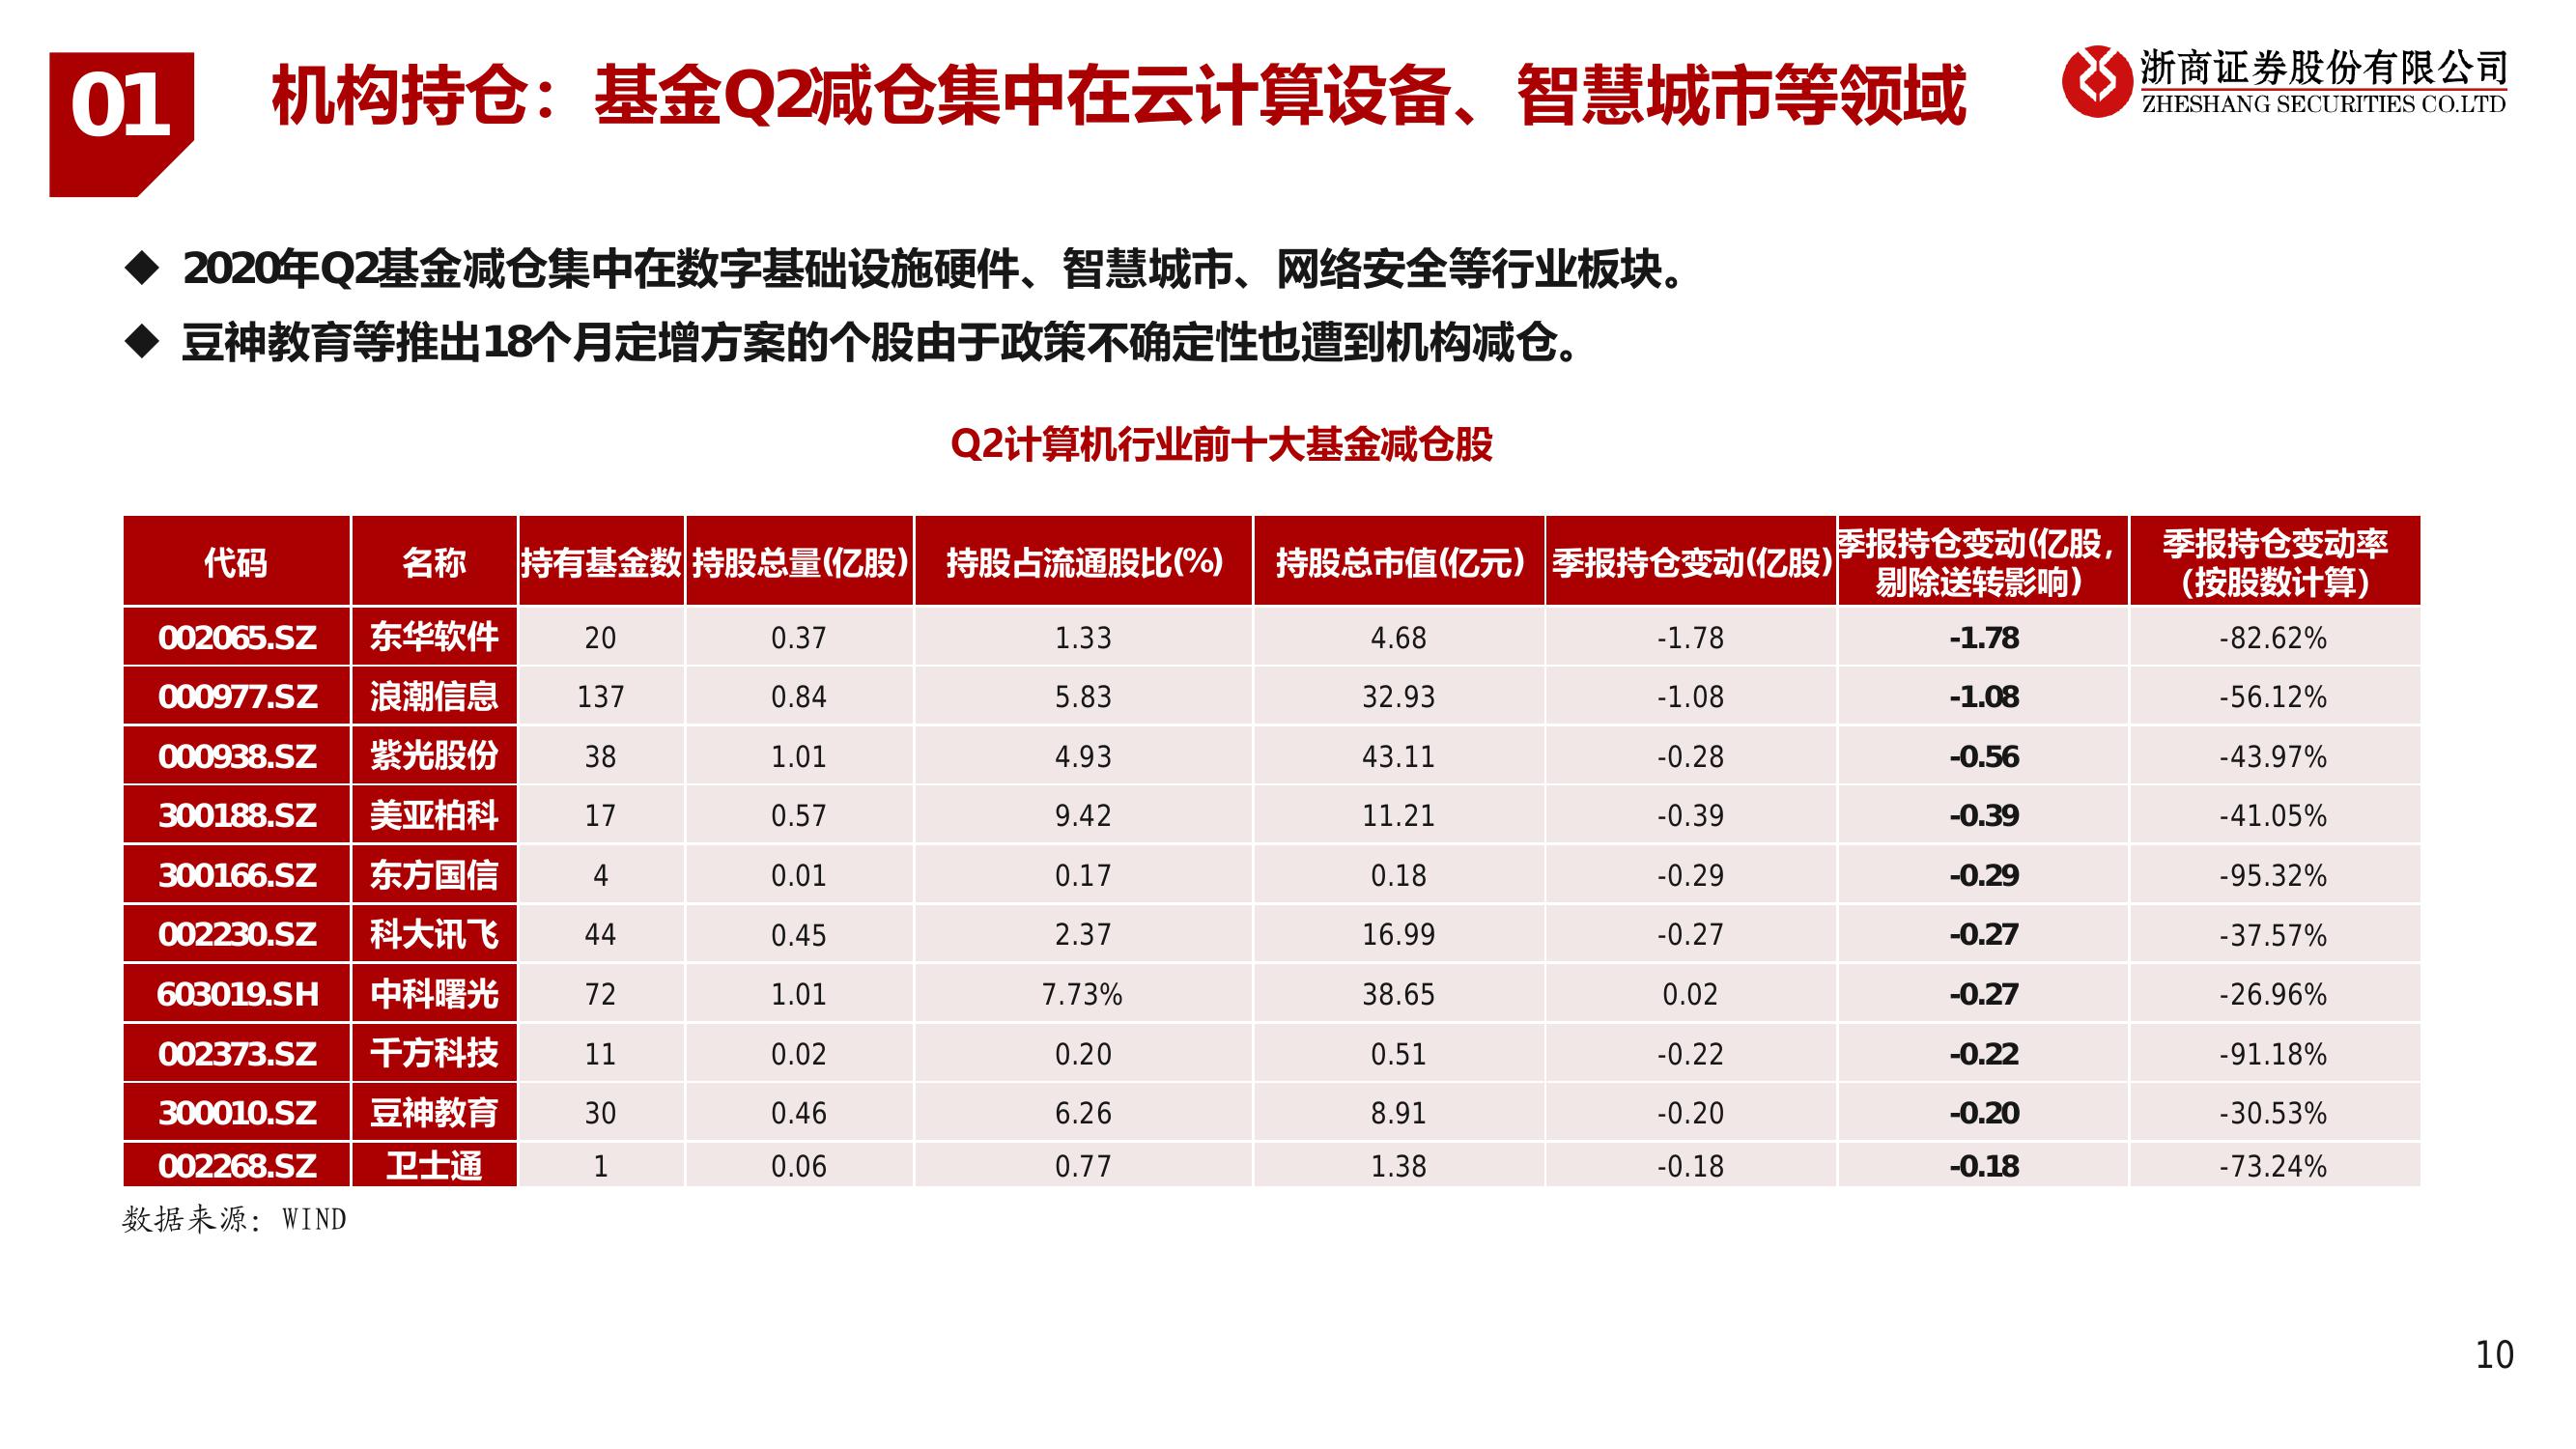 01
机构持仓：基金Q2减仓集中在云计算设备、智慧城市等领域
浙商证券股份有限公司
ZHESHANG SECURITIES CO.LTD
◆ 2020年Q2基金减仓集中在数字基础设施硬件、智慧城市、网络安全等行业板块。
◆ 豆神教育等推出18个月定增方案的个股由于政策不确定性也遭到机构减仓。
Q2计算机行业前十大基金减仓股
代码 名称 持有基金数 持股总量(亿股) 持股占流通股比(%) 持股总市值(亿元) 季报持仓变动(亿股) 季报持仓变动(亿股，剔除送转影响) 季报持仓变动率（按股数计算）
002065.SZ 东华软件 20 0.37 1.33 4.68 -1.78 -1.78 -82.62%
000977.SZ 浪潮信息 137 0.84 5.83 32.93 -1.08 -1.08 -56.12%
000938.SZ 紫光股份 38 1.01 4.93 43.11 -0.28 -0.56 -43.97%
300188.SZ 美亚柏科 17 0.57 9.42 11.21 -0.39 -0.39 -41.05%
300166.SZ 东方国信 4 0.01 0.17 0.18 -0.29 -0.29 -95.32%
002230.SZ 科大讯飞 44 0.45 2.37 16.99 -0.27 -0.27 -37.57%
603019.SH 中科曙光 72 1.01 7.73% 38.65 0.02 -0.27 -26.96%
002373.SZ 千方科技 11 0.02 0.20 0.51 -0.22 -0.22 -91.18%
300010.SZ 豆神教育 30 0.46 6.26 8.91 -0.20 -0.20 -30.53%
002268.SZ 卫士通 1 0.06 0.77 1.38 -0.18 -0.18 -73.24%
数据来源：WIND
10